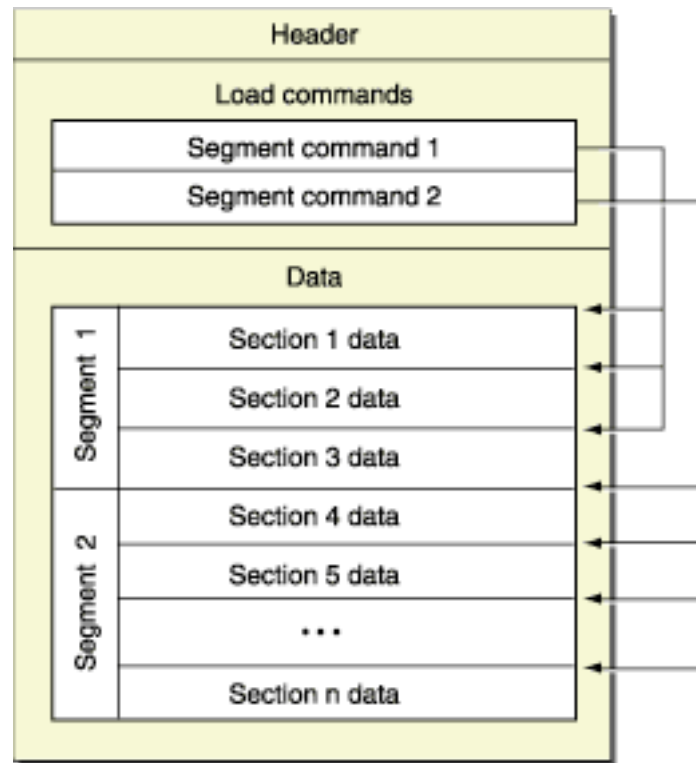 Header
Load commands
Segment command 1
Segment command 2
Data
Segment 1
Section 1 data
Section 2 data
Section 3 data
Segment 2
Section 4 data
Section 5 data
...
Section n data